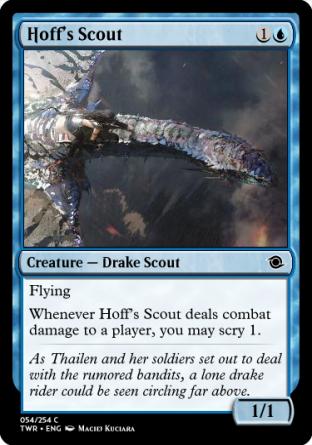 Hoff's Scout 1
Creature — Drake Scout
Flying
Whenever Hoff's Scout deals combat
damage to a player, you may scry 1.
As Thailen and her soldiers set out to deal
with the rumored bandits, a lone drake
rider could be seen circling far above.
054/254 C
TWR • ENG Maciej Kuciara
1/1